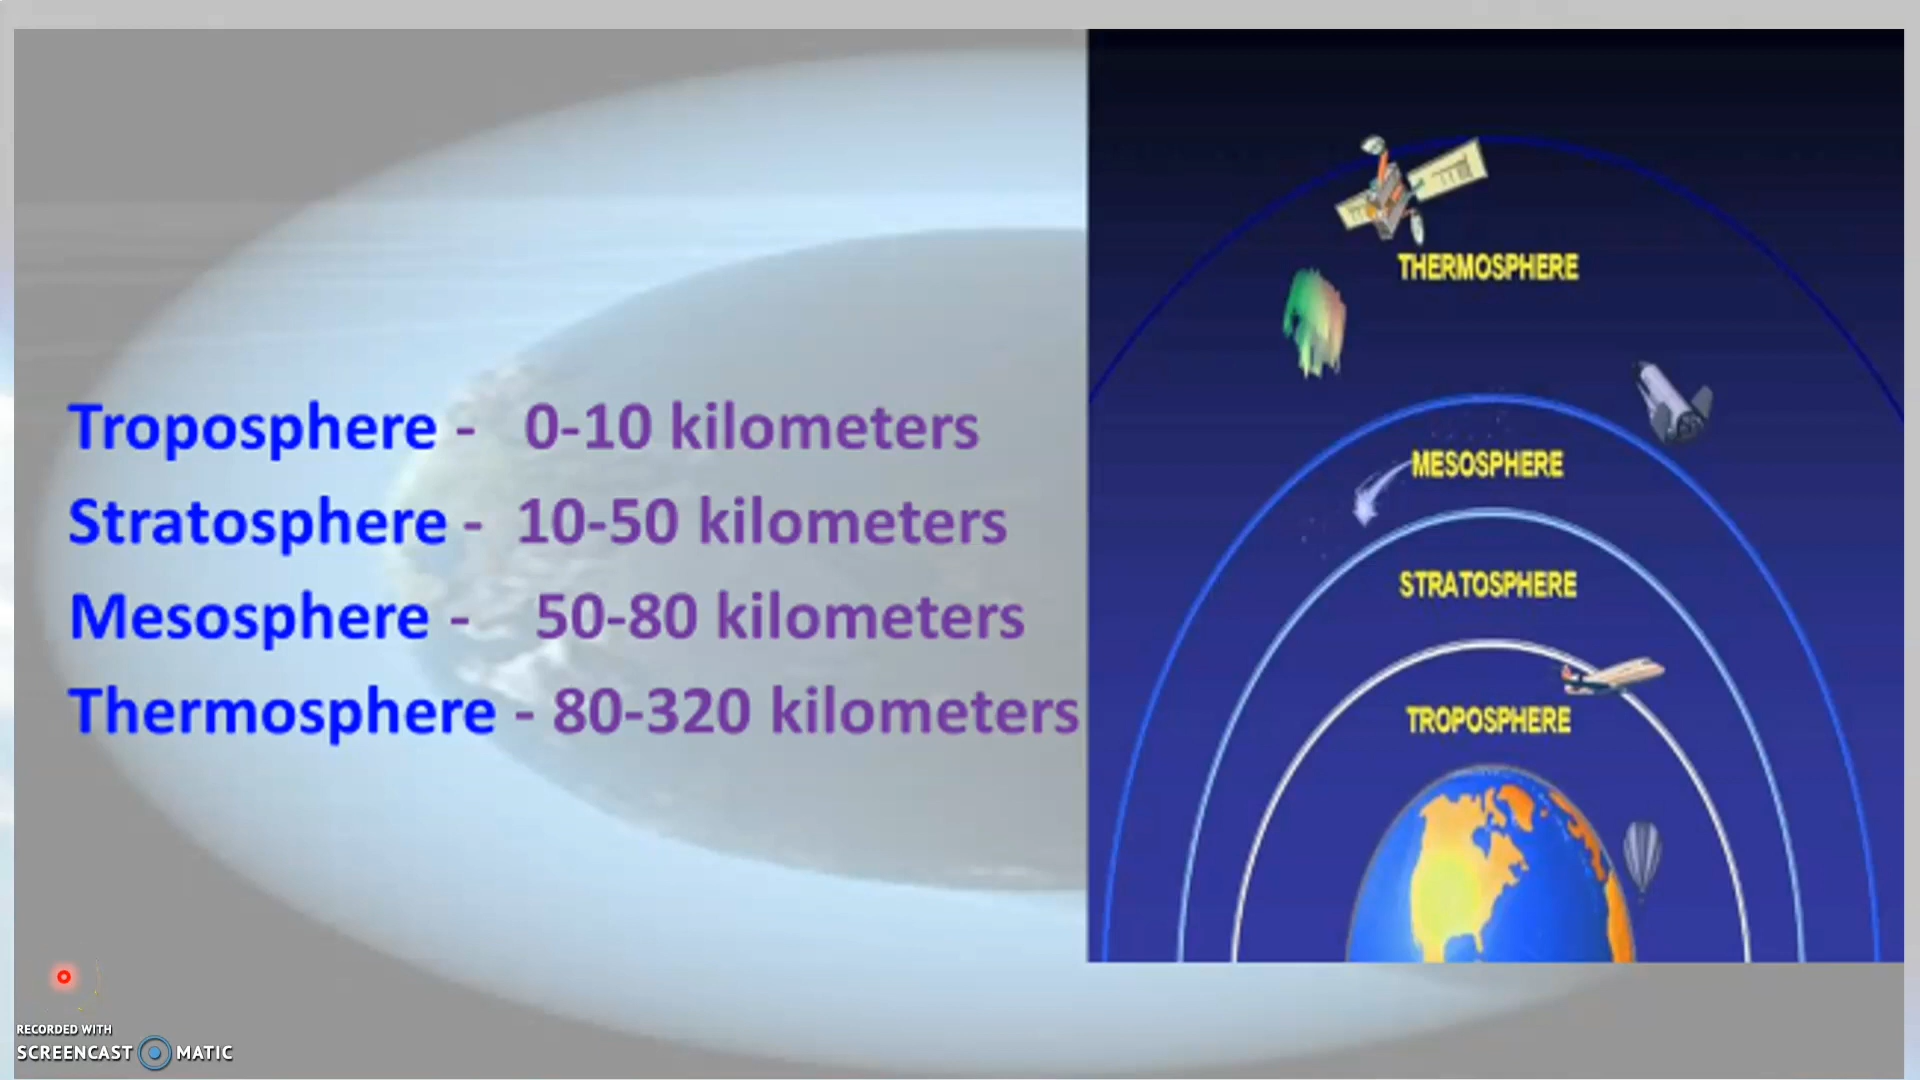 Troposphere - 0-10 kilometers
Stratosphere - 10-50 kilometers
Mesosphere - 50-80 kilometers
Thermosphere - 80-320 kilometers
THERMOSPHERE
MESOSPHERE
STRATOSPHERE
TROPOSPHERE
RECORDED WITH
SCREENCAST MATIC